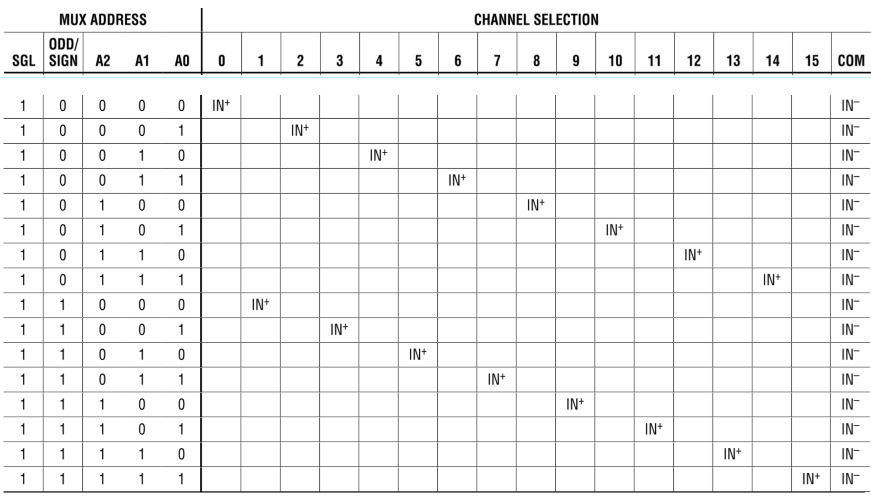 MUX ADDRESS CHANNEL SELECTION
SGL ODD/ SIGN A2 A1 A0 0 1 2 3 4 5 6 7 8 9 10 11 12 13 14 15 COM
1 0 0 0 0 IN+ IN–
1 0 0 0 1 IN+ IN–
1 0 0 1 0 IN+ IN–
1 0 0 1 1 IN+ IN–
1 0 1 0 0 IN+ IN–
1 0 1 0 1 IN+ IN–
1 0 1 1 0 IN+ IN–
1 0 1 1 1 IN+ IN–
1 1 0 0 0 IN+ IN–
1 1 0 0 1 IN+ IN–
1 1 0 1 0 IN+ IN–
1 1 0 1 1 IN+ IN–
1 1 1 0 0 IN+ IN–
1 1 1 0 1 IN+ IN–
1 1 1 1 0 IN+ IN–
1 1 1 1 1 IN+ IN–